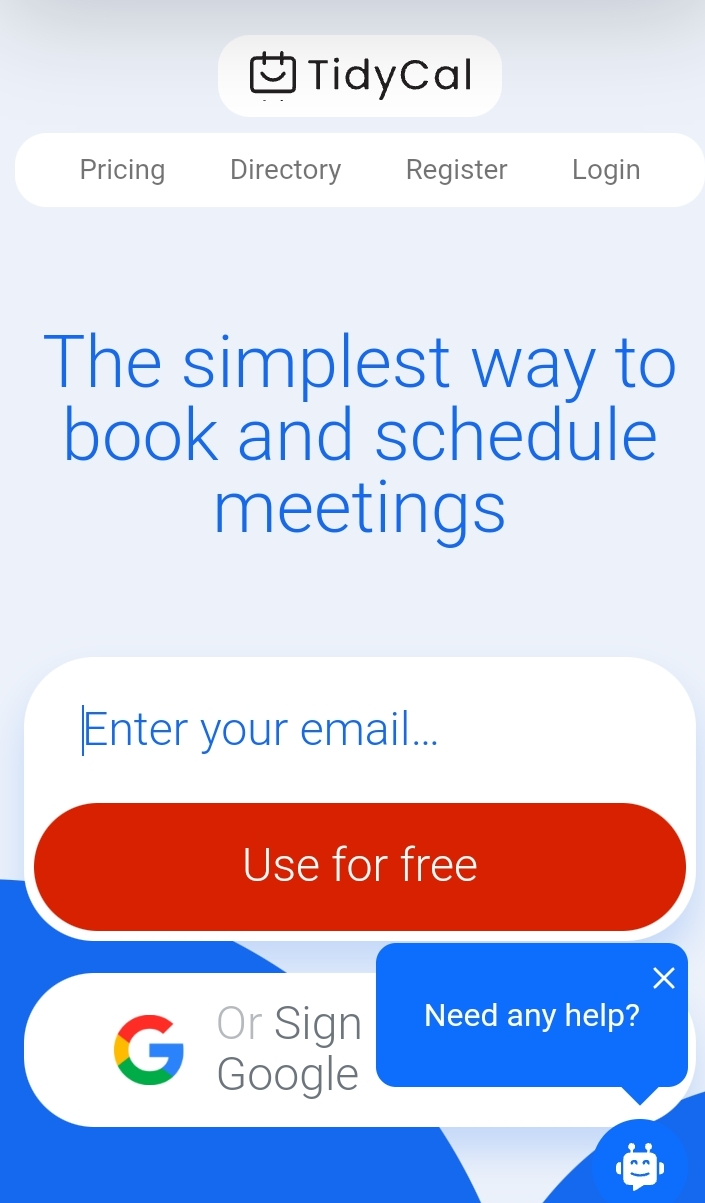 TidyCal
Pricing Directory Register Login
The simplest way to
book and schedule
meetings
Enter your email...
Use for free
Or Sign
Google
Need any help?